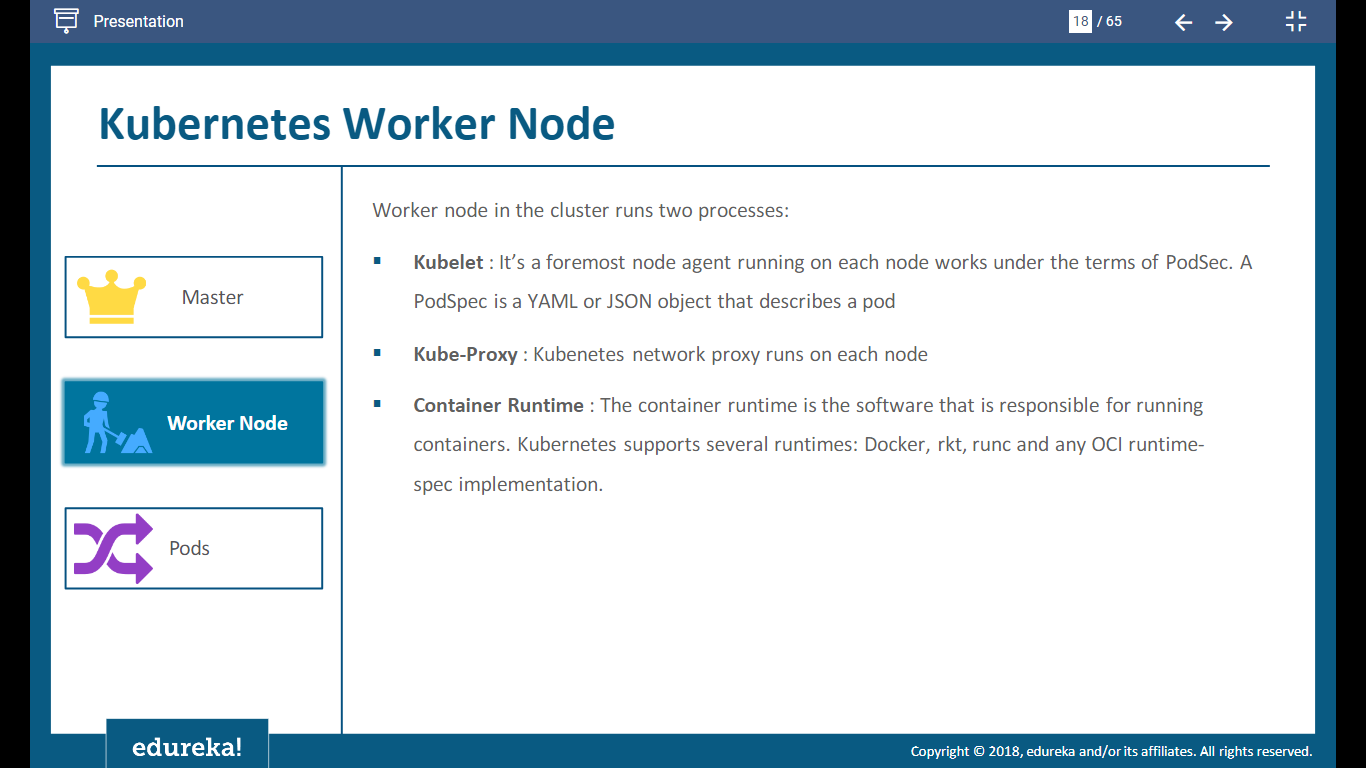 Presentation
18 / 65
Kubernetes Worker Node
Master
Worker Node
Pods
Worker node in the cluster runs two processes:
▪ Kubelet : It’s a foremost node agent running on each node works under the terms of PodSec. A
PodSpec is a YAML or JSON object that describes a pod
▪ Kube-Proxy : Kubenetes network proxy runs on each node
▪ Container Runtime : The container runtime is the software that is responsible for running
containers. Kubernetes supports several runtimes: Docker, rkt, runc and any OCI runtime-
spec implementation.
edureka!
Copyright © 2018, edureka and/or its affiliates. All rights reserved.